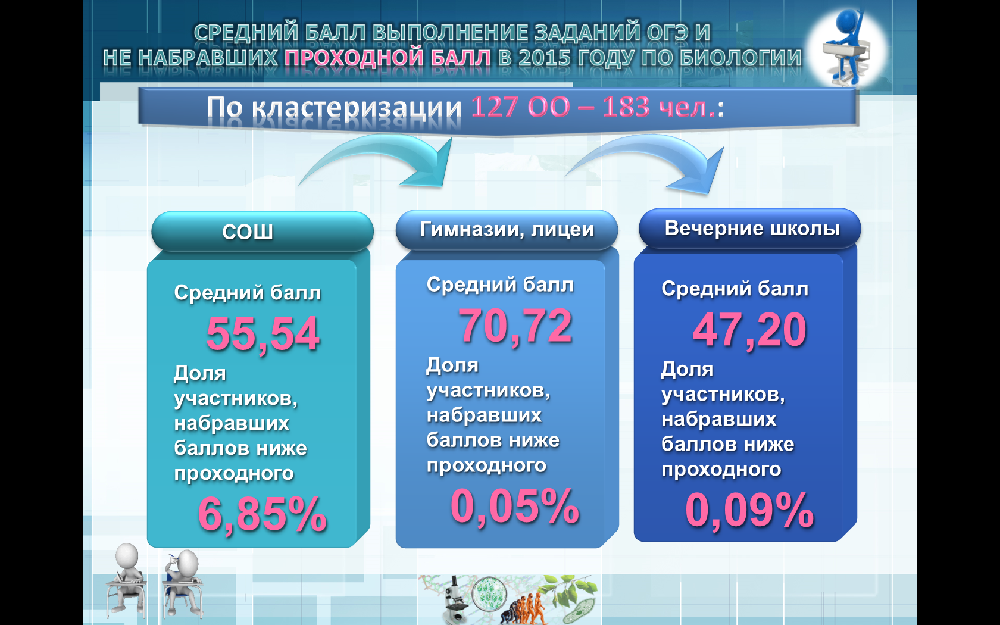 СРЕДНИЙ БАЛЛ ВЫПОЛНЕНИЕ ЗАДАНИЙ ОГЭ И
НЕ НАБРАВШИХ ПРОХОДНОЙ БАЛЛ В 2015 ГОДУ ПО БИОЛОГИИ
По кластеризации 127 ОО – 183 чел.:
СОШ
Средний балл
55,54
Доля
участников,
набравших
баллов ниже
проходного
6,85%
Гимназии, лицеи
Средний балл
70,72
Доля
участников,
набравших
баллов ниже
проходного
0,05%
Вечерние школы
Средний балл
47,20
Доля
участников,
набравших
баллов ниже
проходного
0,09%